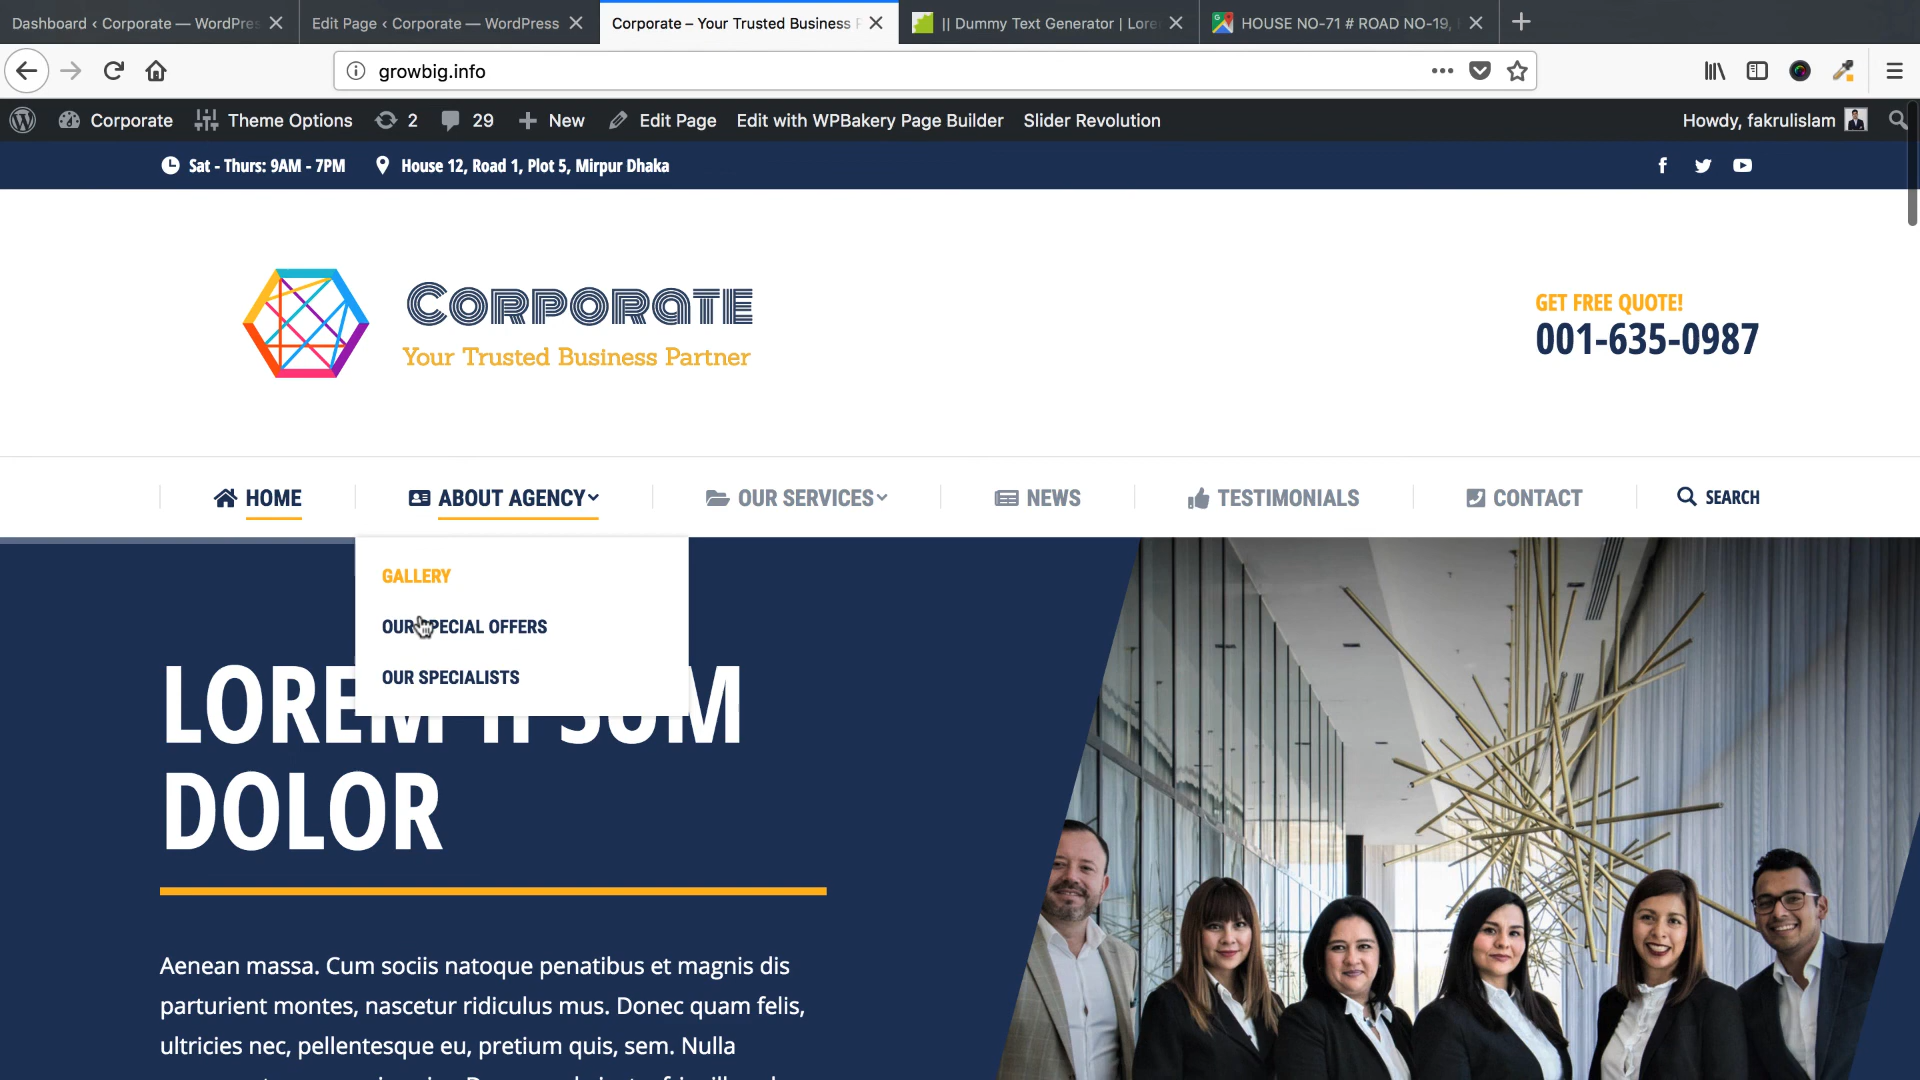 Dashboard ‹ Corporate — WordPres
Edit Page ‹ Corporate — WordPress
Corporate – Your Trusted Business P
|| Dummy Text Generator | Lore
HOUSE NO-71 # ROAD NO-19,
growbig.info
Corporate
Theme Options
2
29
New
Edit Page
Edit with WPBakery Page Builder
Slider Revolution
Howdy, fakrulislam
Sat - Thurs: 9AM - 7PM
House 12, Road 1, Plot 5, Mirpur Dhaka
CORPORATE
Your Trusted Business Partner
GET FREE QUOTE!
001-635-0987
HOME
ABOUT AGENCY
OUR SERVICES
NEWS
TESTIMONIALS
CONTACT
SEARCH
GALLERY
OUR SPECIAL OFFERS
OUR SPECIALISTS
LOREM IPSUM
DOLOR
Aenean massa. Cum sociis natoque penatibus et magnis dis
parturient montes, nascetur ridiculus mus. Donec quam felis,
ultricies nec, pellentesque eu, pretium quis, sem. Nulla